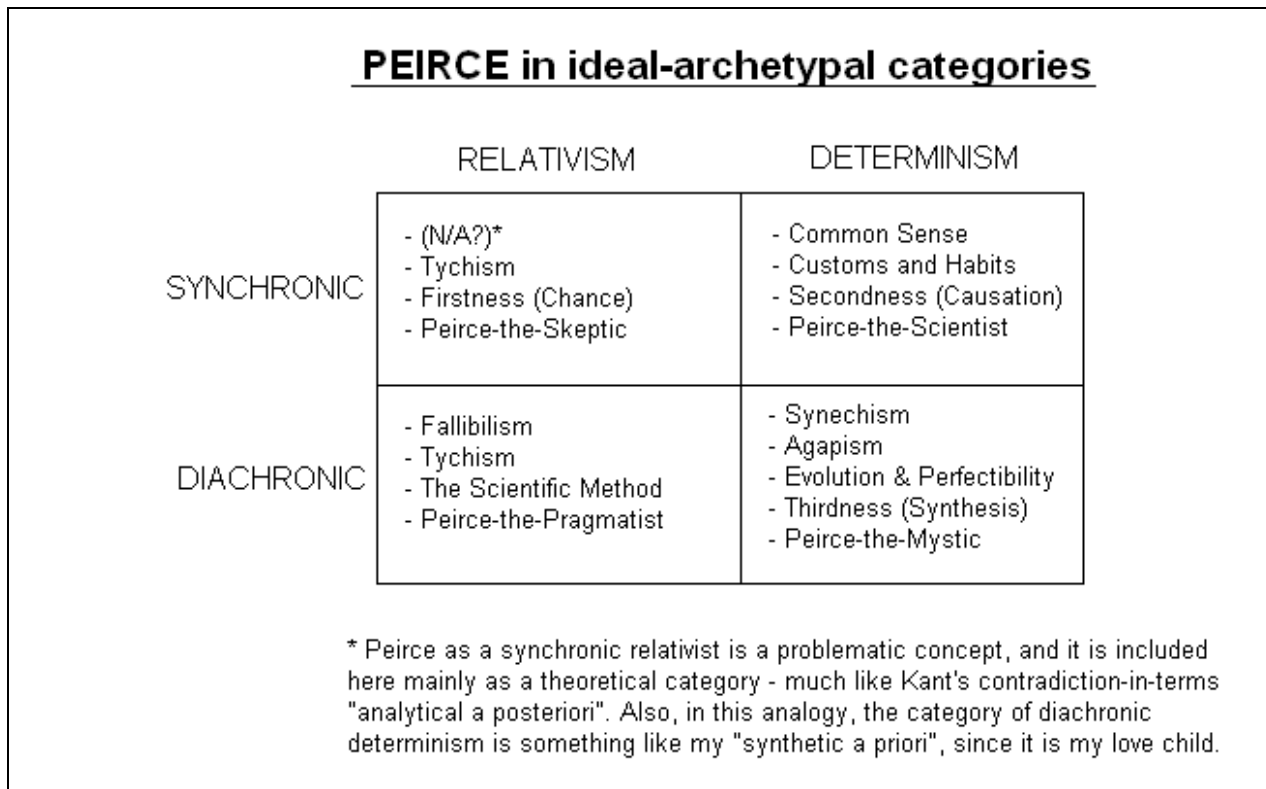 PEIRCE in ideal-archetypal categories
RELATIVISM
DETERMINISM
SYNCHRONIC
- (N/A?)*
- Tychism
- Firstness (Chance)
- Peirce-the-Skeptic
- Common Sense
- Customs and Habits
- Secondness (Causation)
- Peirce-the-Scientist
DIACHRONIC
- Fallibilism
- Tychism
- The Scientific Method
- Peirce-the-Pragmatist
- Synechism
- Agapism
- Evolution & Perfectibility
- Thirdness (Synthesis)
- Peirce-the-Mystic
* Peirce as a synchronic relativist is a problematic concept, and it is included
here mainly as a theoretical category - much like Kant's contradiction-in-terms
"analytical a posteriori". Also, in this analogy, the category of diachronic
determinism is something like my "synthetic a priori", since it is my love child.